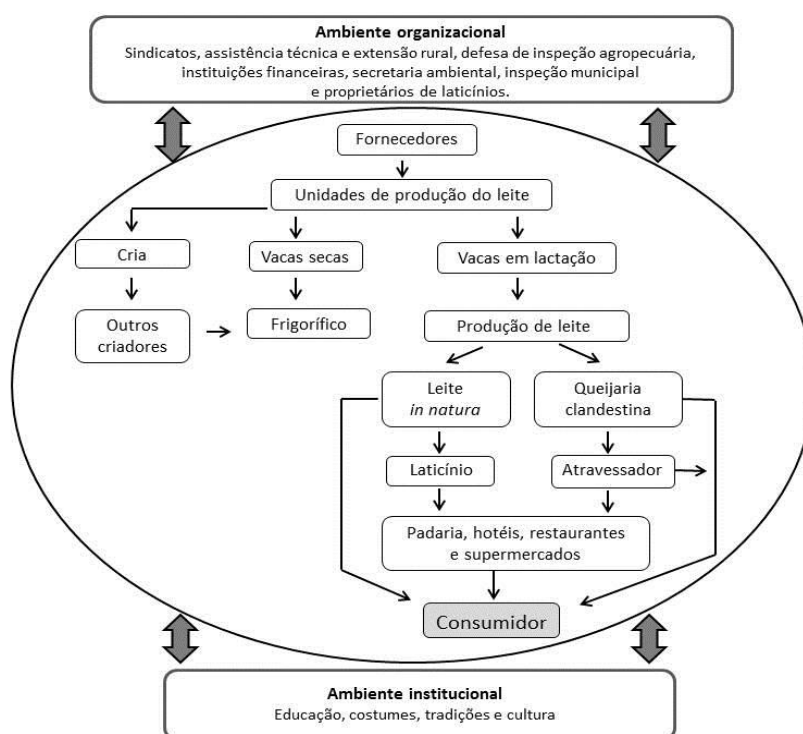 Ambiente organizacional
Sindicatos, assistência técnica e extensão rural, defesa de inspeção agropecuária,
instituições financeiras, secretaria ambiental, inspeção municipal
e proprietários de laticínios.
Fornecedores
Unidades de produção do leite
Cria
Vacas secas
Vacas em lactação
Outros
criadores
Frigorífico
Produção de leite
Leite
in natura
Queijaria
clandestina
Laticínio
Atravessador
Padaria, hotéis, restaurantes
e supermercados
Consumidor
Ambiente institucional
Educação, costumes, tradições e cultura